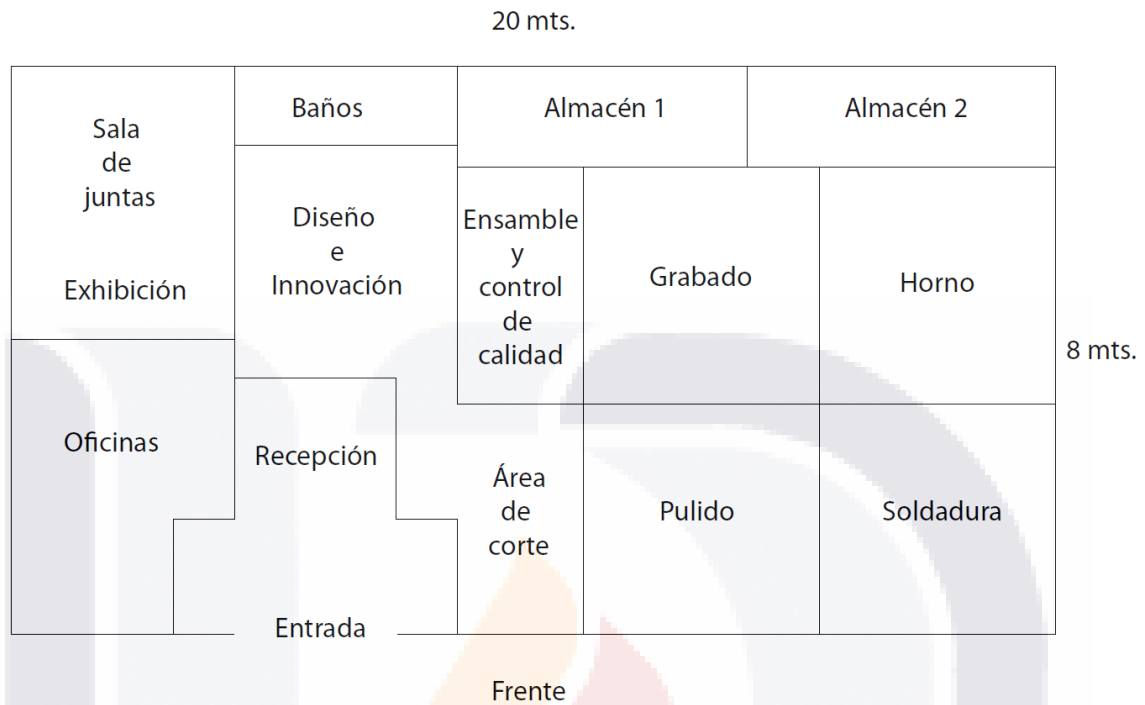 20 mts.
Sala
de
juntas
Exhibición
Baños
Almacén 1
Almacén 2
Diseño
e
Innovación
Ensamble
y
control
de
calidad
Grabado
Horno
8 mts.
Oficinas
Recepción
Área
de
corte
Pulido
Soldadura
Entrada
Frente